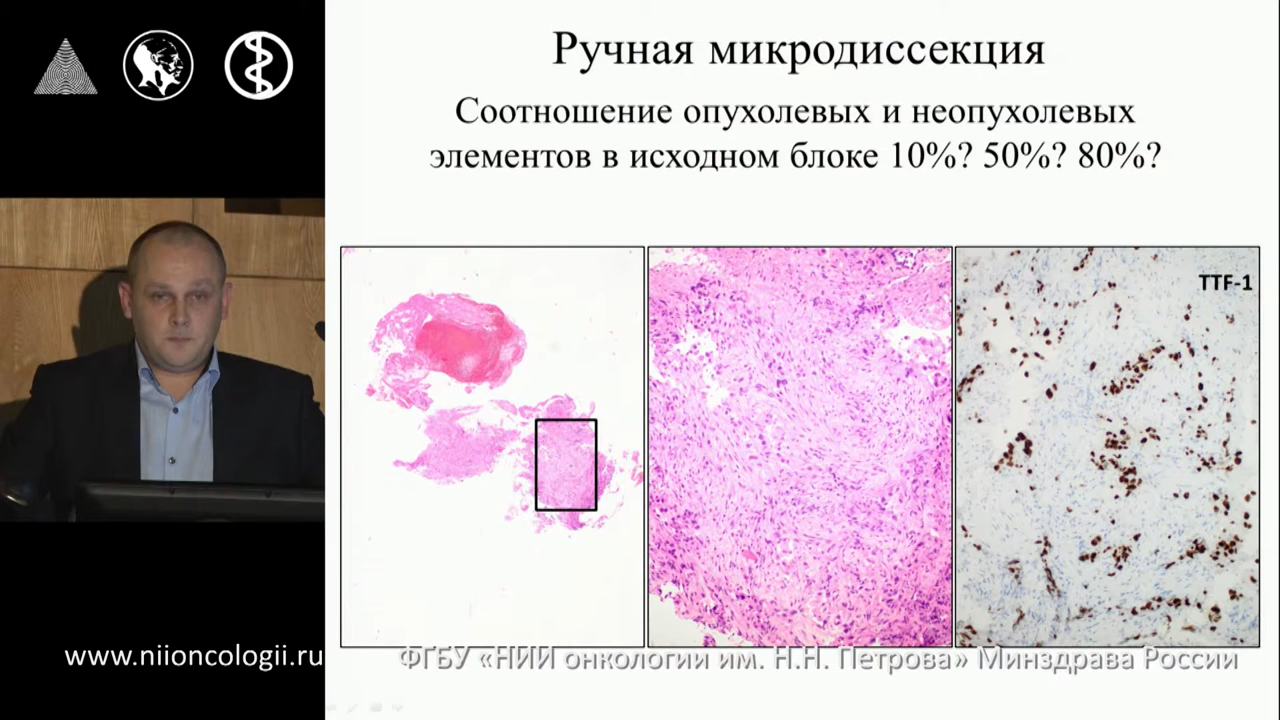 Ручная микродиссекция
Соотношение опухолевых и неопухолевых
элементов в исходном блоке 10%? 50%? 80%?
TTF-1
www.niioncologii.ru
ФГБУ «НИИ онкологии им. Н.Н. Петрова» Минздрава России